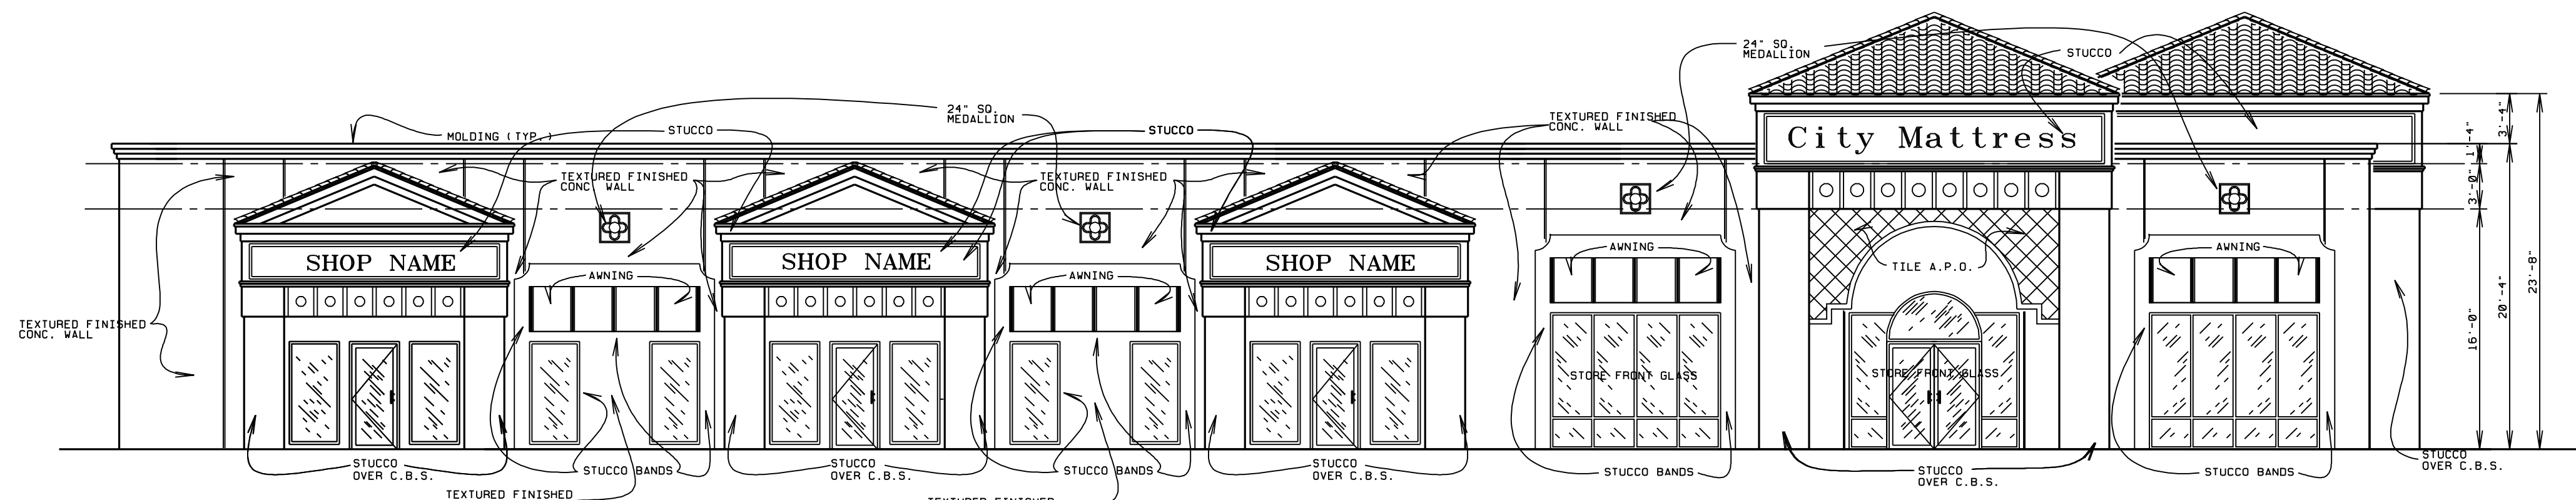 24" SQ.
MEDALLION
STUCCO
24" SQ.
MEDALLION
TEXTURED FINISHED
CONC. WALL
MOLDING (TYP.)
STUCCO
STUCCO
City Mattress
3'-4"
1'-4"
3'-0"
TEXTURED FINISHED
CONC. WALL
TEXTURED FINISHED
CONC. WALL
SHOP NAME
SHOP NAME
SHOP NAME
AWNING
AWNING
AWNING
AWNING
TILE A.P.O.
23'-8"
20'-4"
16'-0"
TEXTURED FINISHED
CONC. WALL
STORE FRONT GLASS
STORE FRONT GLASS
STUCCO
OVER C.B.S.
STUCCO BANDS
STUCCO
OVER C.B.S.
STUCCO BANDS
STUCCO
OVER C.B.S.
STUCCO BANDS
STUCCO
OVER C.B.S.
STUCCO BANDS
STUCCO
OVER C.B.S.
TEXTURED FINISHED
TEXTURED FINISHED